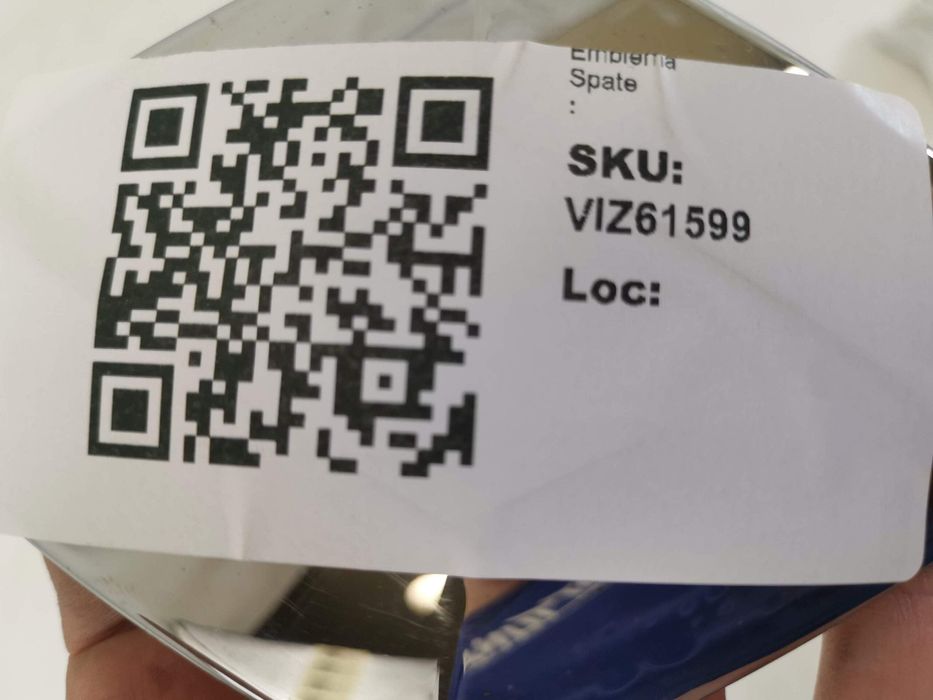 Emblema
Spate
:
SKU:
VIZ61599
Loc: